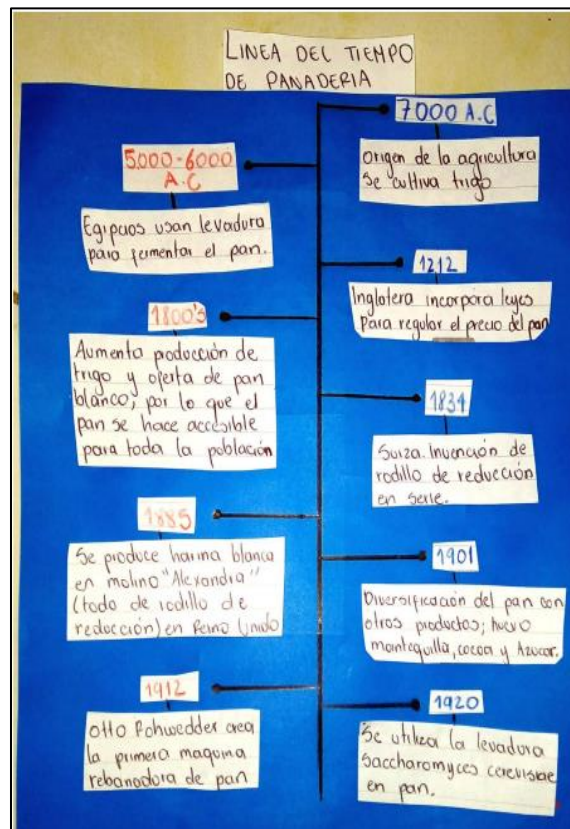 LINEA DEL TIEMPO
DE PANADERIA
7000 A.C
Origen de la agricultura
Se cultiva trigo
5,000-6000
A.C
Egipcios usan levadura
para fermentar el pan.
1212
Inglatera incorpora leyes
Para regular el precio del pan
1800's
Aumenta producción de
trigo y oferta de pan
blanco, por lo que el
pan se hace accesible
para toda la población
1834
Suiza. Invención de
rodillo de reducción
en serie.
1885
Se produce harina blanca
en molino "Alexandra"
(todo de rodillo de
reducción) en Reino Unido
1901
Diversificación del pan con
otros productos; huevo
mantequilla, cocoa y Azúcar.
1912
Otto Rohwedder crea
la primera maquina
rebanadora de pan
1920
Se utiliza la levadura
Saccharomyces cerevisiae
en pan.